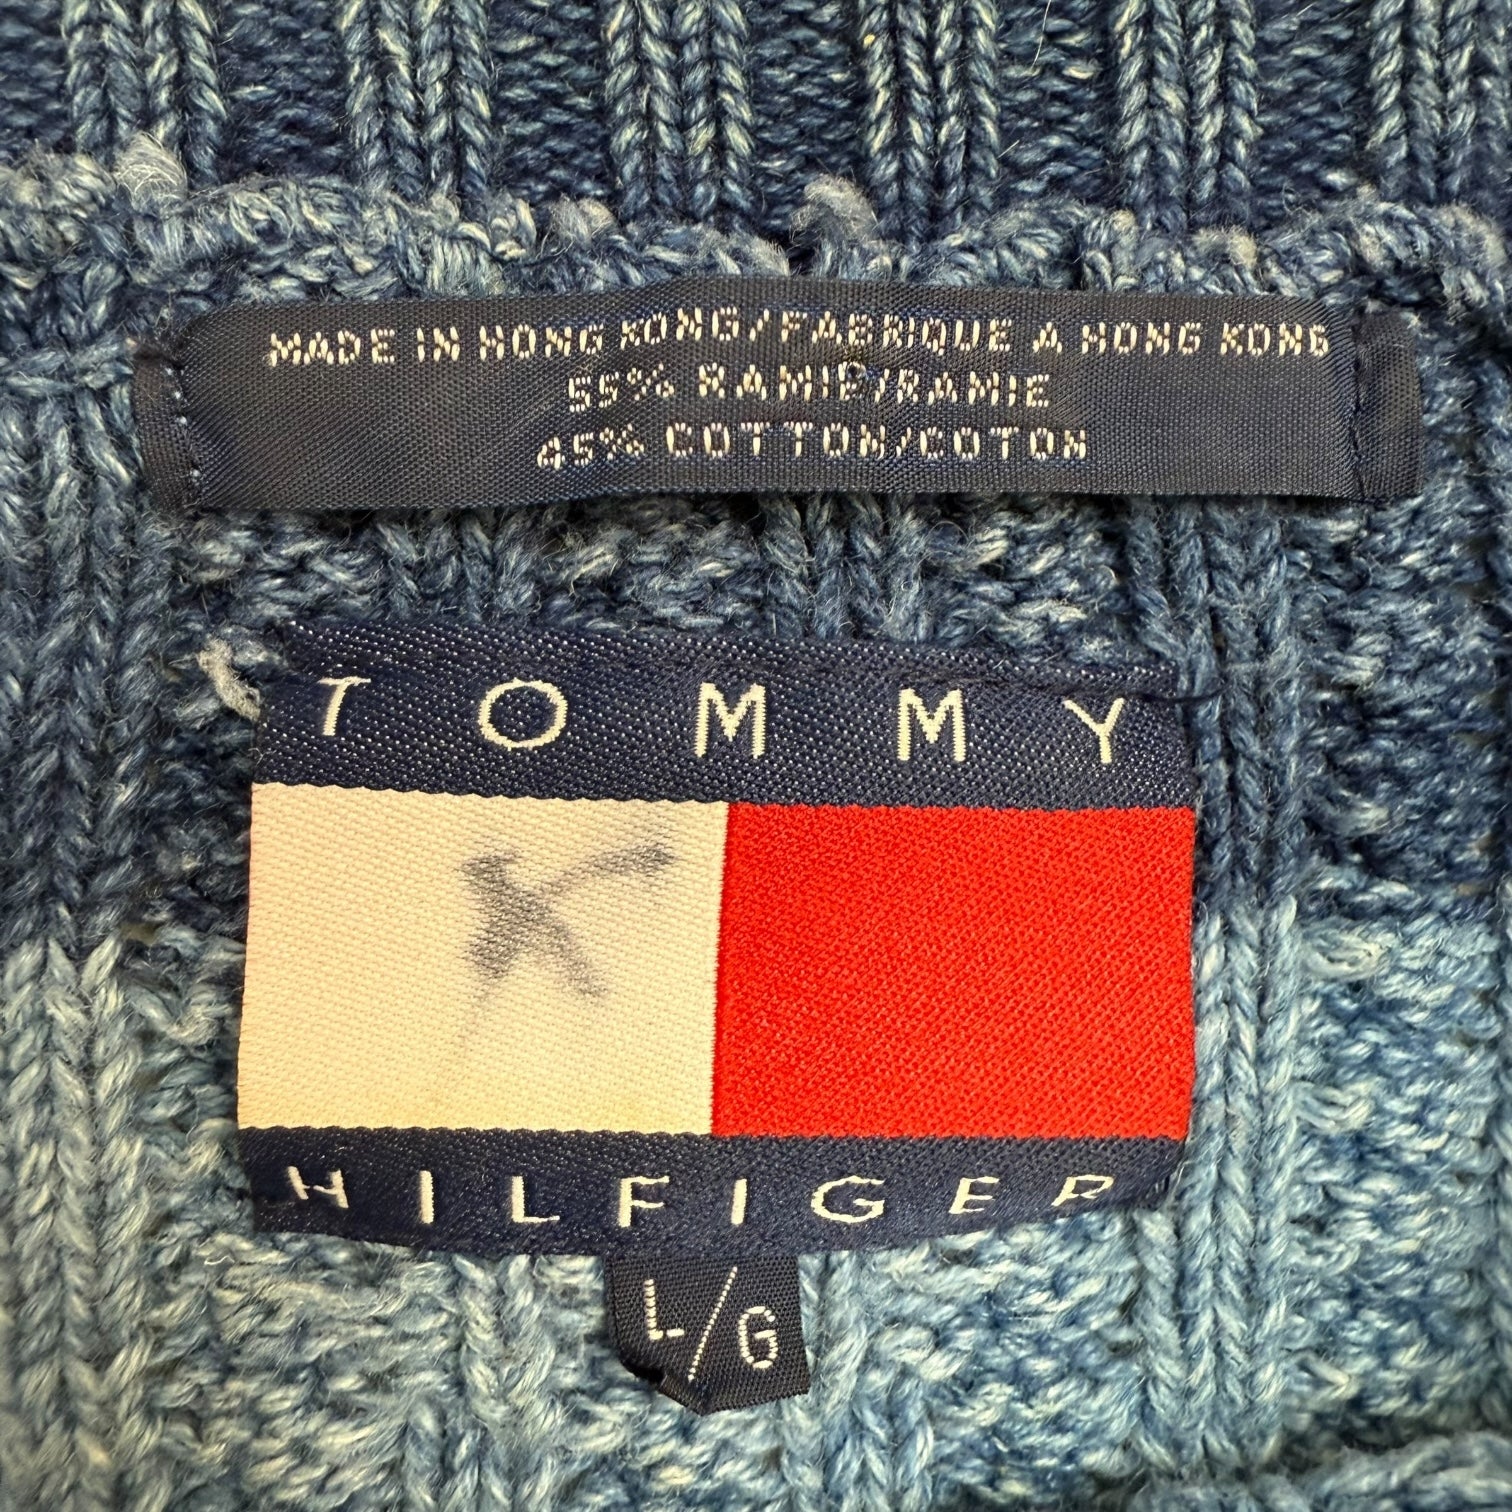 MADE IN HONG KONG/FABRIQUE A HONG KONG
55% RAMIE/RAMIE
45% COTTON/COTON
TOMMY
K
HILFIGER
L/G